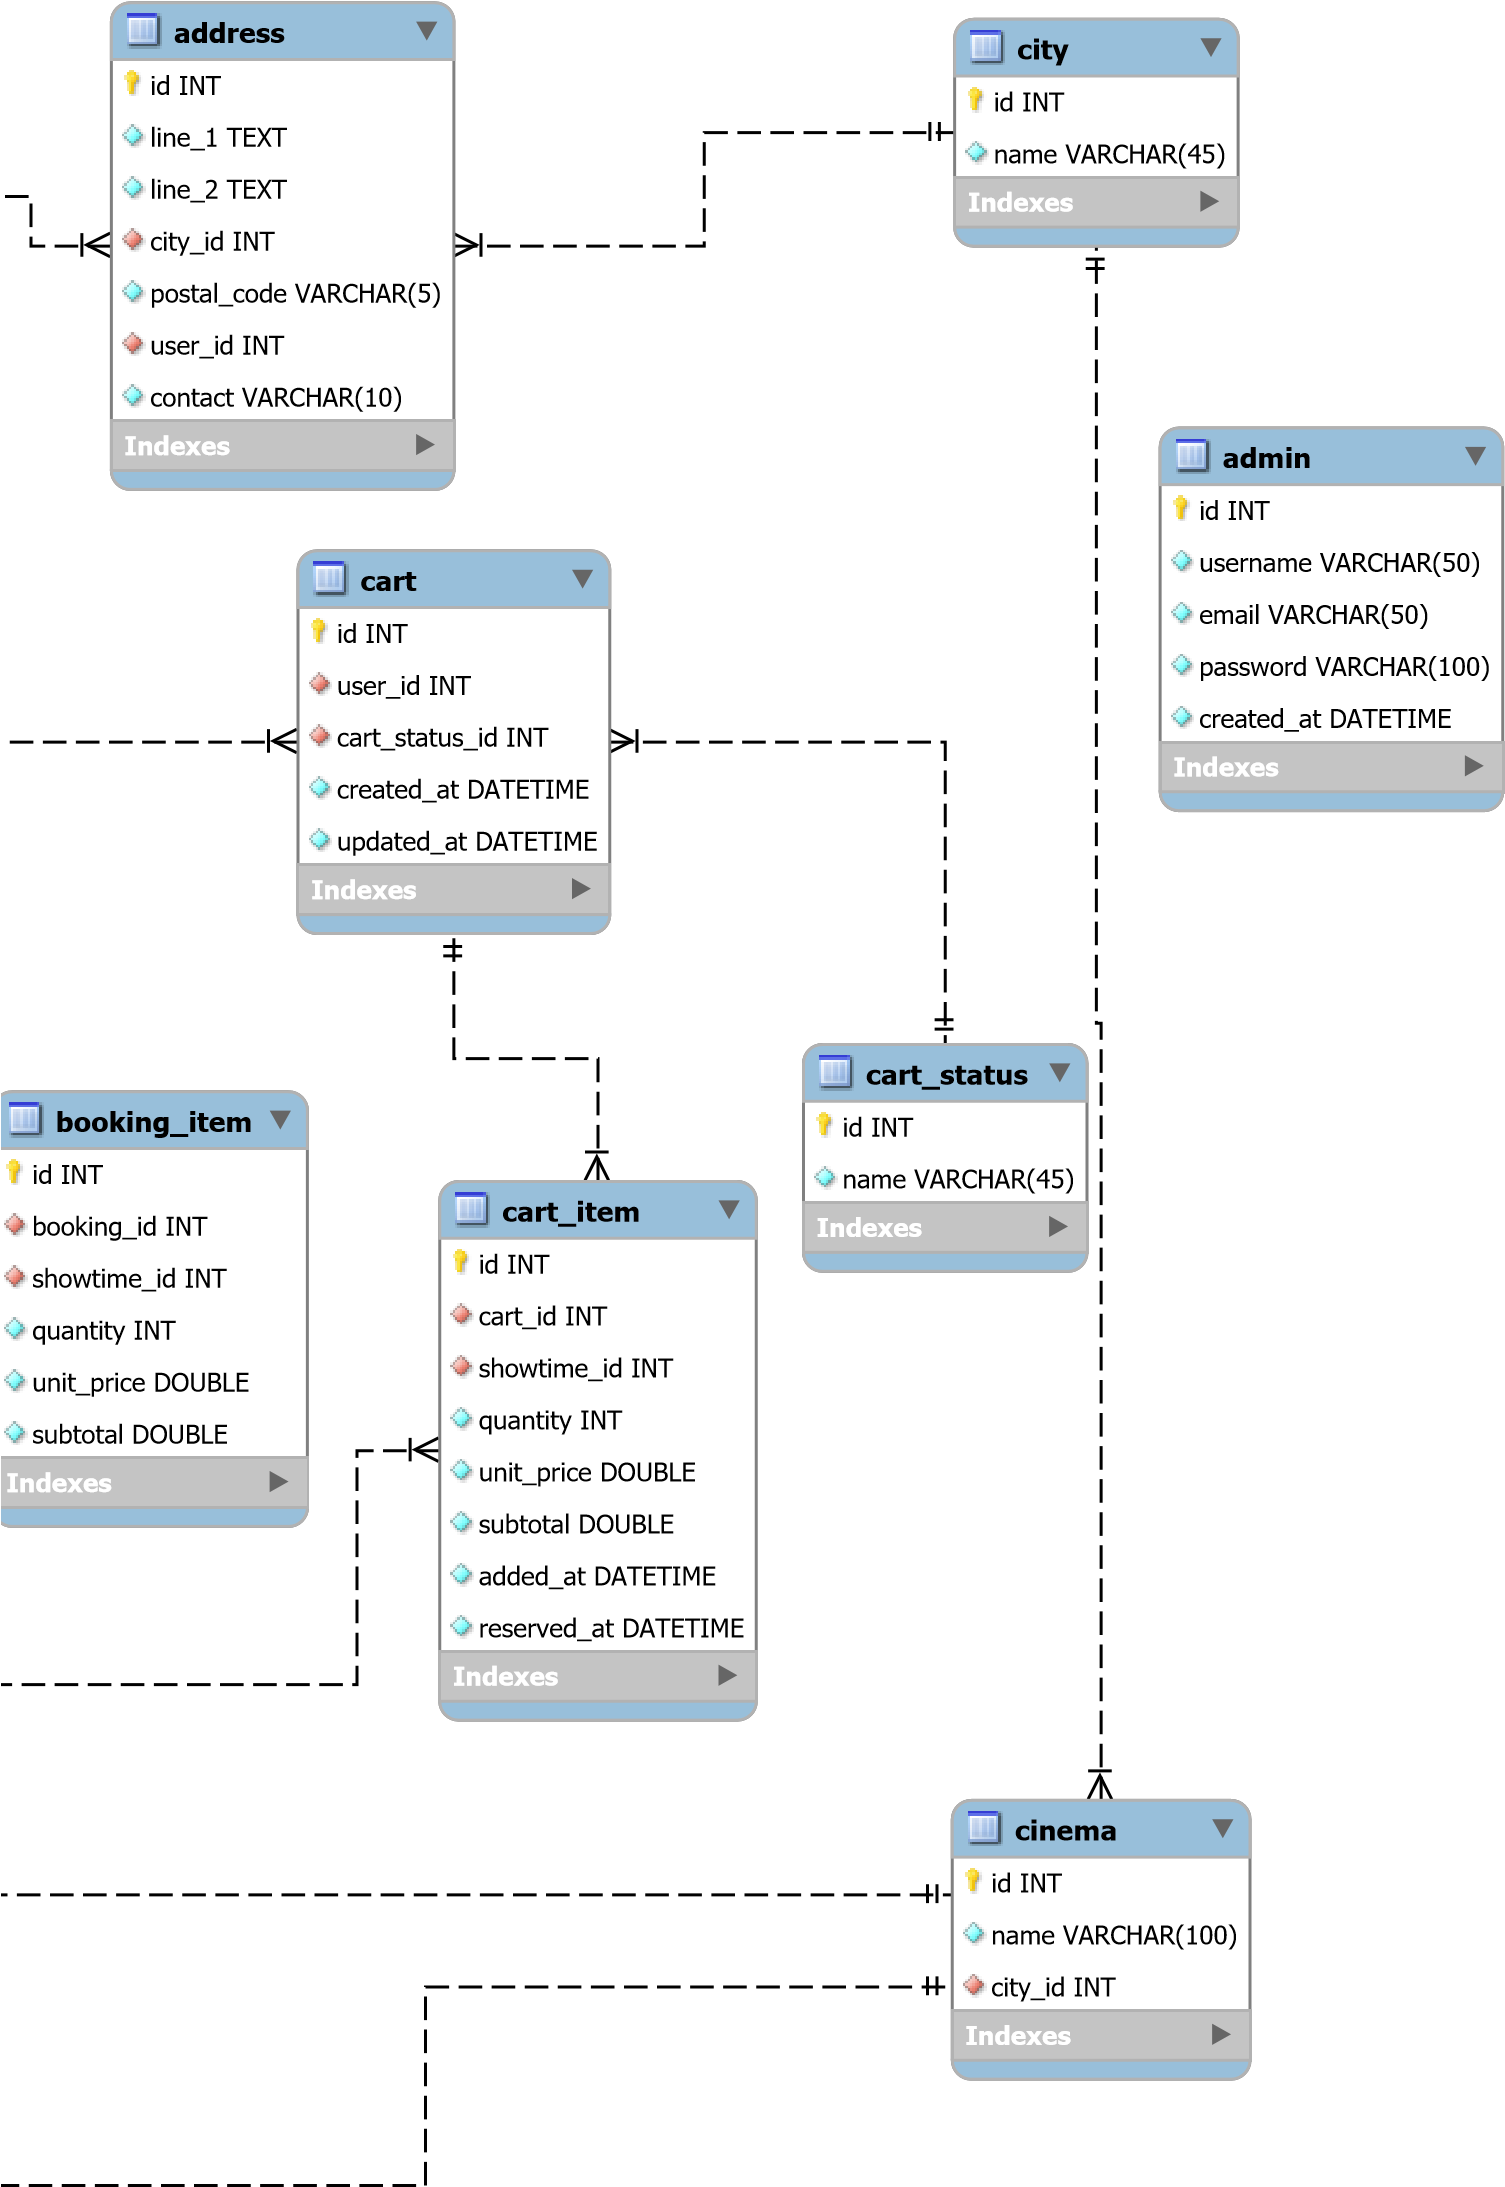 address
id INT
line_1 TEXT
line_2 TEXT
city_id INT
postal_code VARCHAR(5)
user_id INT
contact VARCHAR(10)
Indexes
city
id INT
name VARCHAR(45)
Indexes
admin
id INT
username VARCHAR(50)
email VARCHAR(50)
password VARCHAR(100)
created_at DATETIME
Indexes
cart
id INT
user_id INT
cart_status_id INT
created_at DATETIME
updated_at DATETIME
Indexes
cart_status
id INT
name VARCHAR(45)
Indexes
booking_item
id INT
booking_id INT
showtime_id INT
quantity INT
unit_price DOUBLE
subtotal DOUBLE
Indexes
cart_item
id INT
cart_id INT
showtime_id INT
quantity INT
unit_price DOUBLE
subtotal DOUBLE
added_at DATETIME
reserved_at DATETIME
Indexes
cinema
id INT
name VARCHAR(100)
city_id INT
Indexes